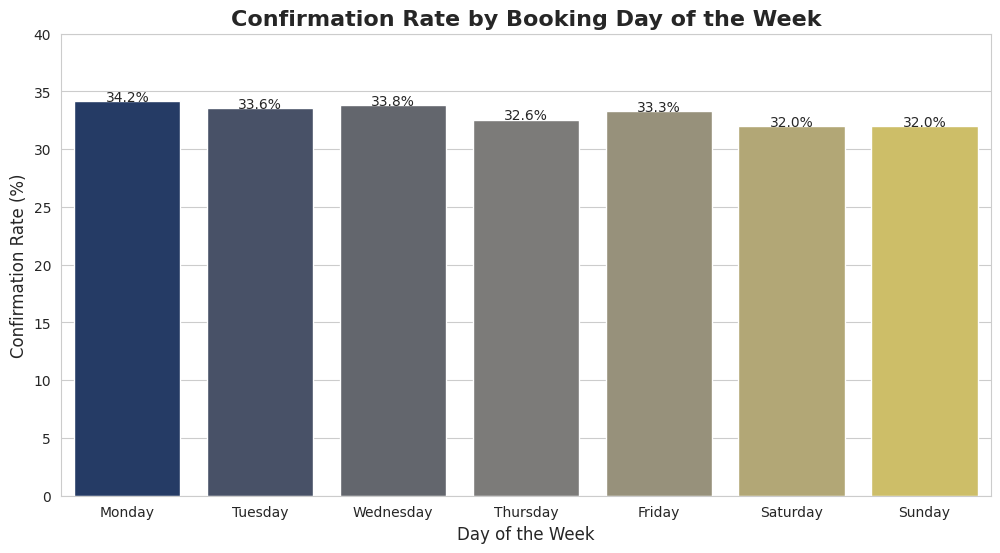 Confirmation Rate by Booking Day of the Week
40
35
30
25
20
15
10
5
0
Confirmation Rate (%)
34.2%
33.6%
33.8%
32.6%
33.3%
32.0%
32.0%
Monday
Tuesday
Wednesday
Thursday
Friday
Saturday
Sunday
Day of the Week